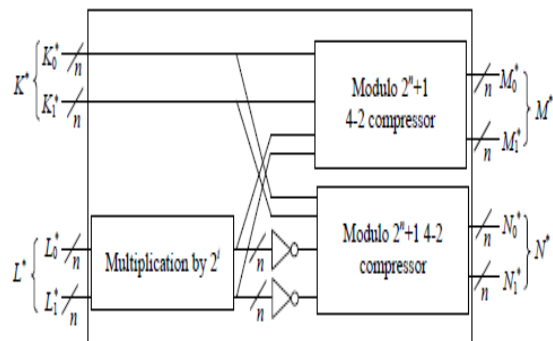 K* K₀* n
K₁* n
Modulo 2ⁿ+1
4-2 compressor
n M₀*
n M₁* M*
L* L₀* n
L₁* n
Multiplication by 2ⁱ
n
n
Modulo 2ⁿ+1 4-2
compressor
n N₀*
n N₁* N*